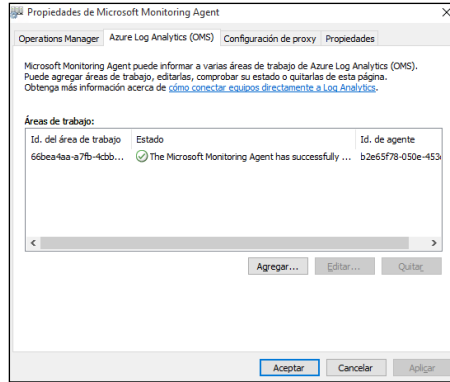 Propiedades de Microsoft Monitoring Agent
Operations Manager Azure Log Analytics (OMS) Configuración de proxy Propiedades
Microsoft Monitoring Agent puede informar a varias áreas de trabajo de Azure Log Analytics (OMS).
Puede agregar áreas de trabajo, editarlas, comprobar su estado o quitarlas de esta página.
Obtenga más información acerca de cómo conectar equipos directamente a Log Analytics.
Áreas de trabajo:
Id. del área de trabajo Estado Id. de agente
66bea4aa-a7fb-4cbb... The Microsoft Monitoring Agent has successfully ... b2e65f78-050e-453
Agregar... Editar... Quitar
Aceptar Cancelar Aplicar